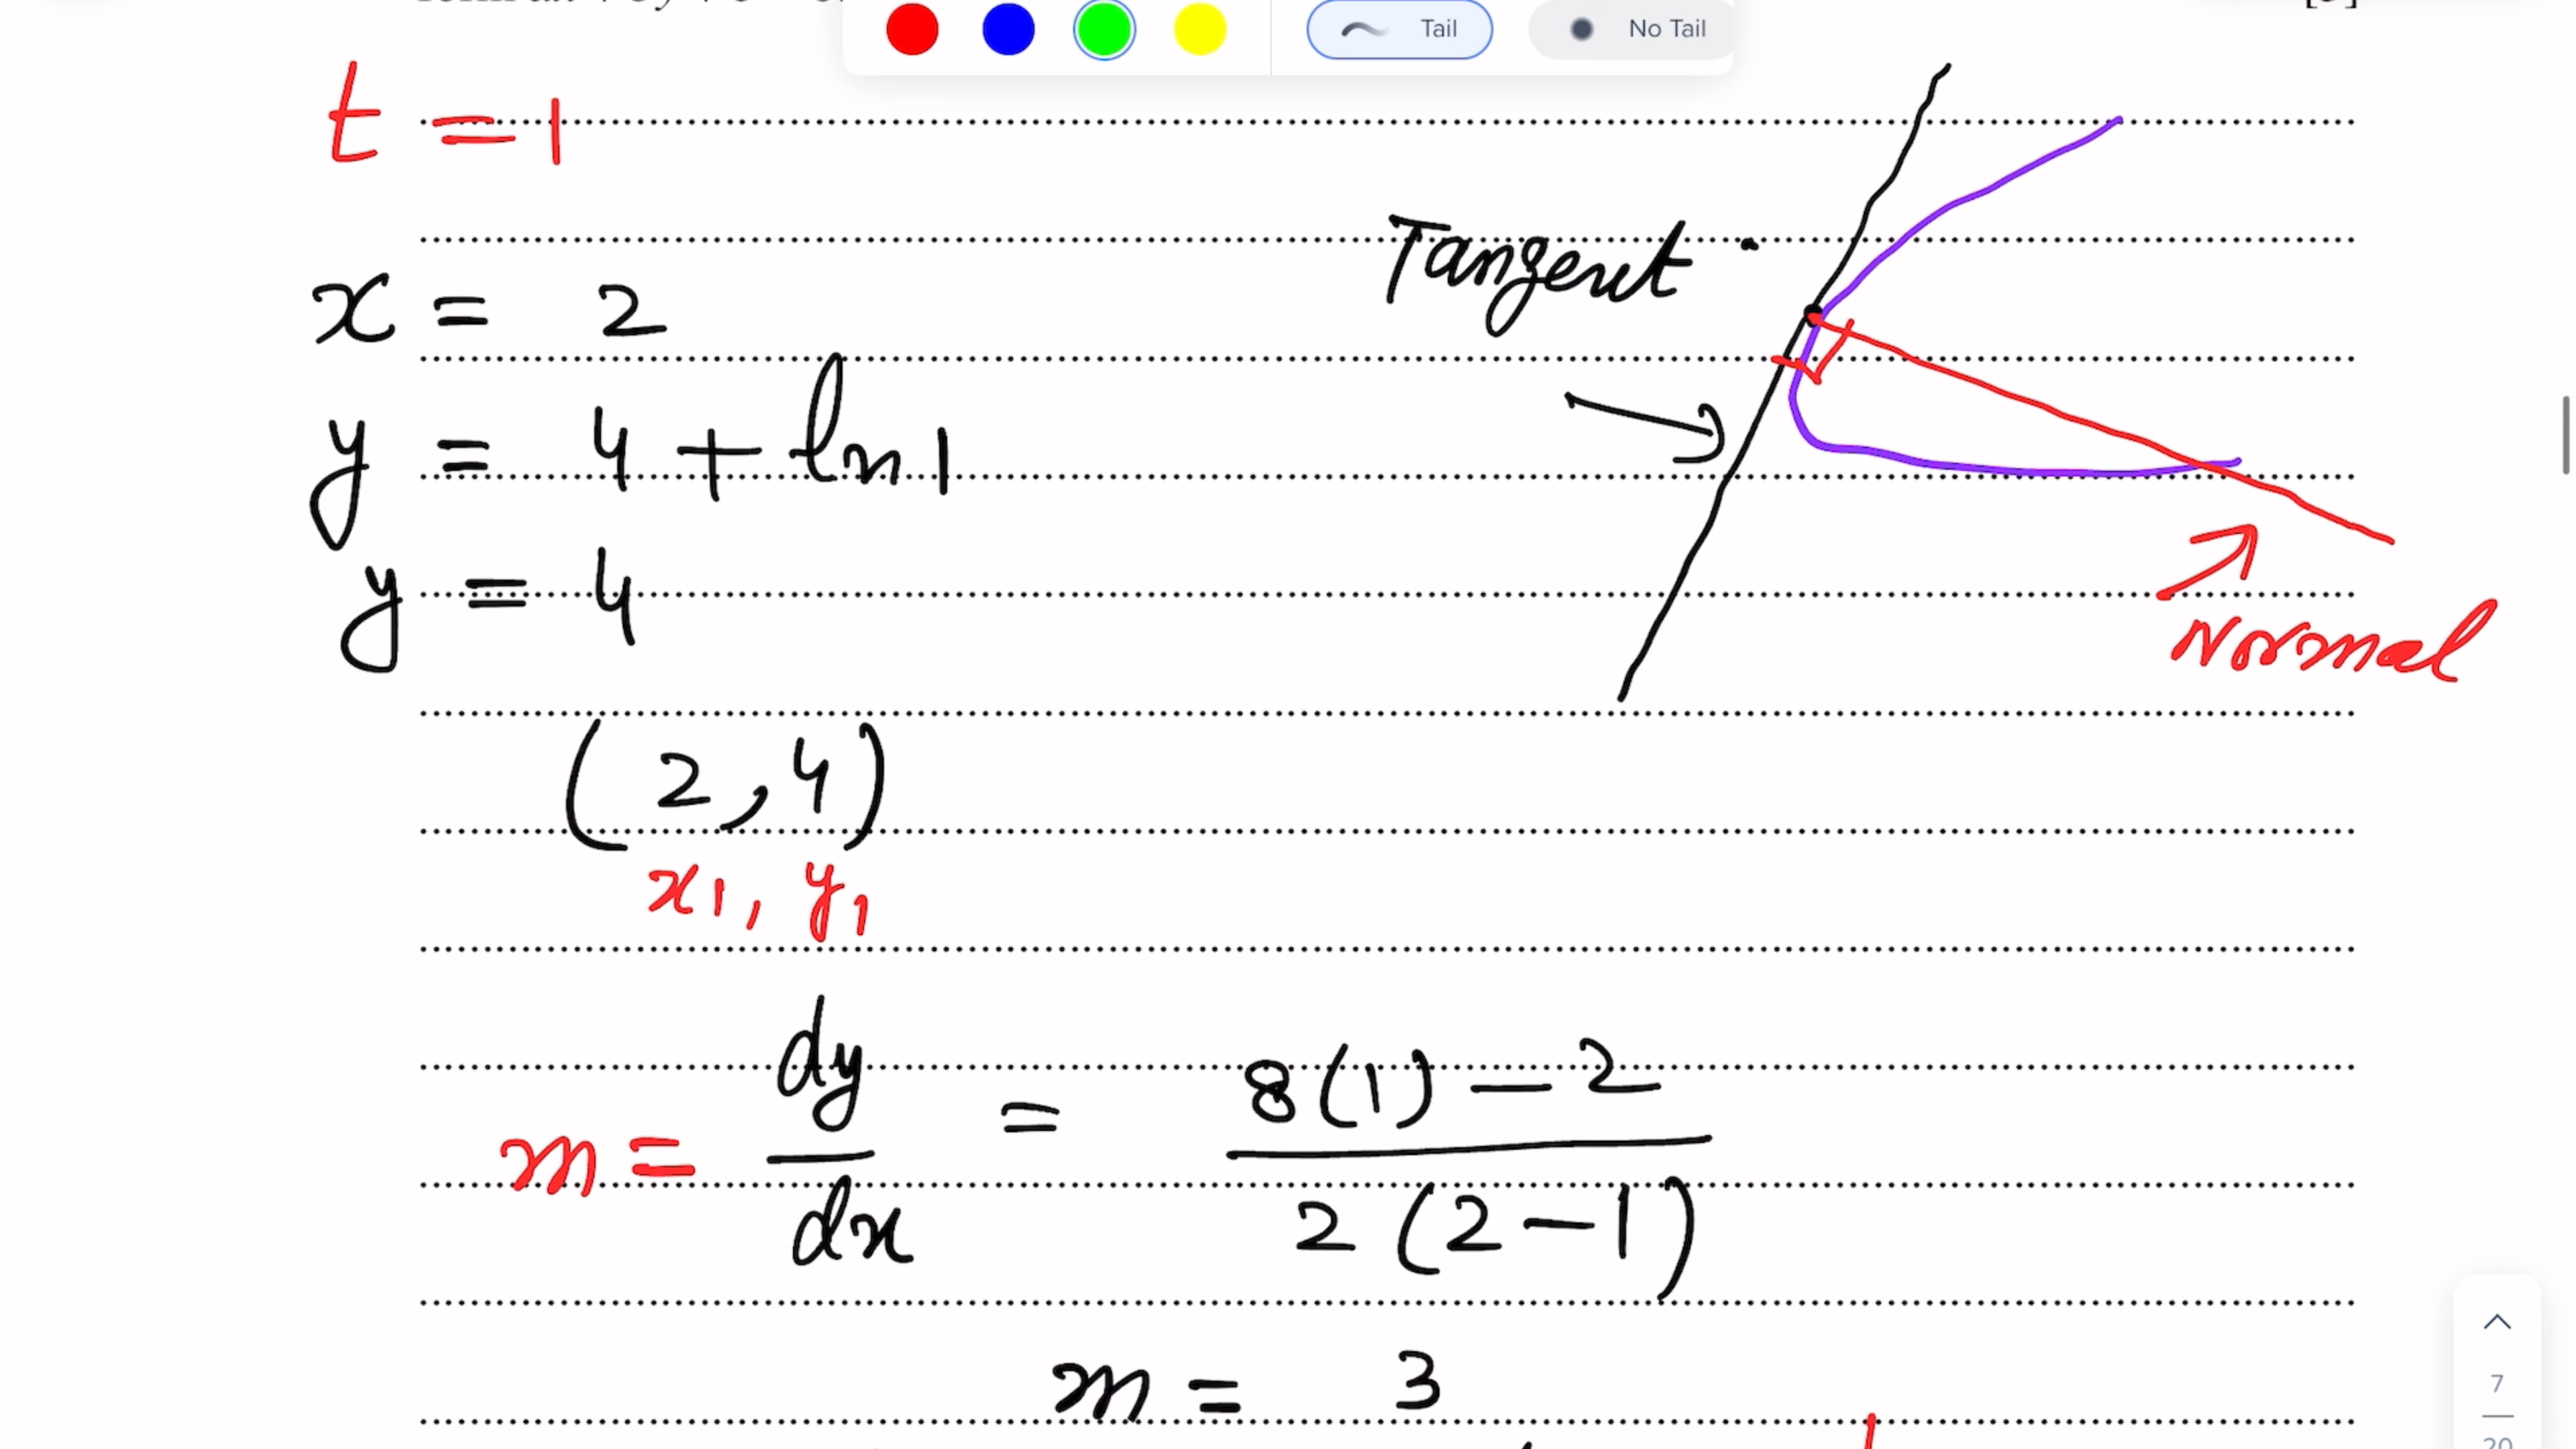 Tail No Tail
t = 1
Tangent
x = 2
y = 4 + ln 1
y = 4
Normal
(2, 4)
x1, y1
m = dy/dx = 8(1) - 2 / 2(2-1)
m = 3
7
20